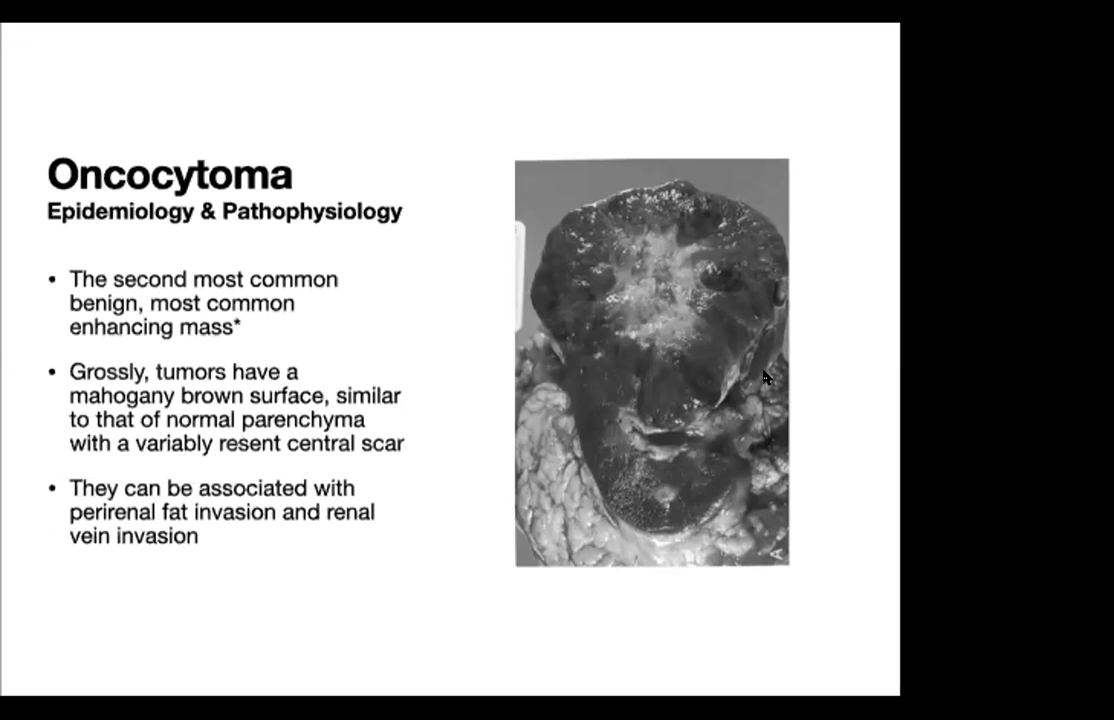 Oncocytoma
Epidemiology & Pathophysiology
• The second most common
benign, most common
enhancing mass*
• Grossly, tumors have a
mahogany brown surface, similar
to that of normal parenchyma
with a variably resent central scar
• They can be associated with
perirenal fat invasion and renal
vein invasion
A